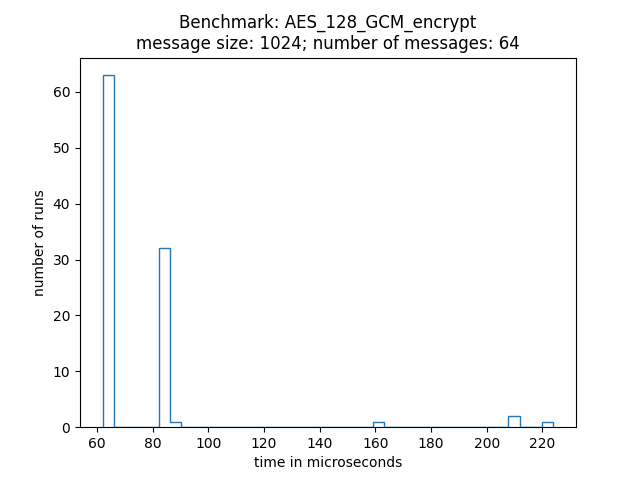 Benchmark: AES_128_GCM_encrypt
message size: 1024; number of messages: 64
60
50
40
30
20
10
0
number of runs
60 80 100 120 140 160 180 200 220
time in microseconds